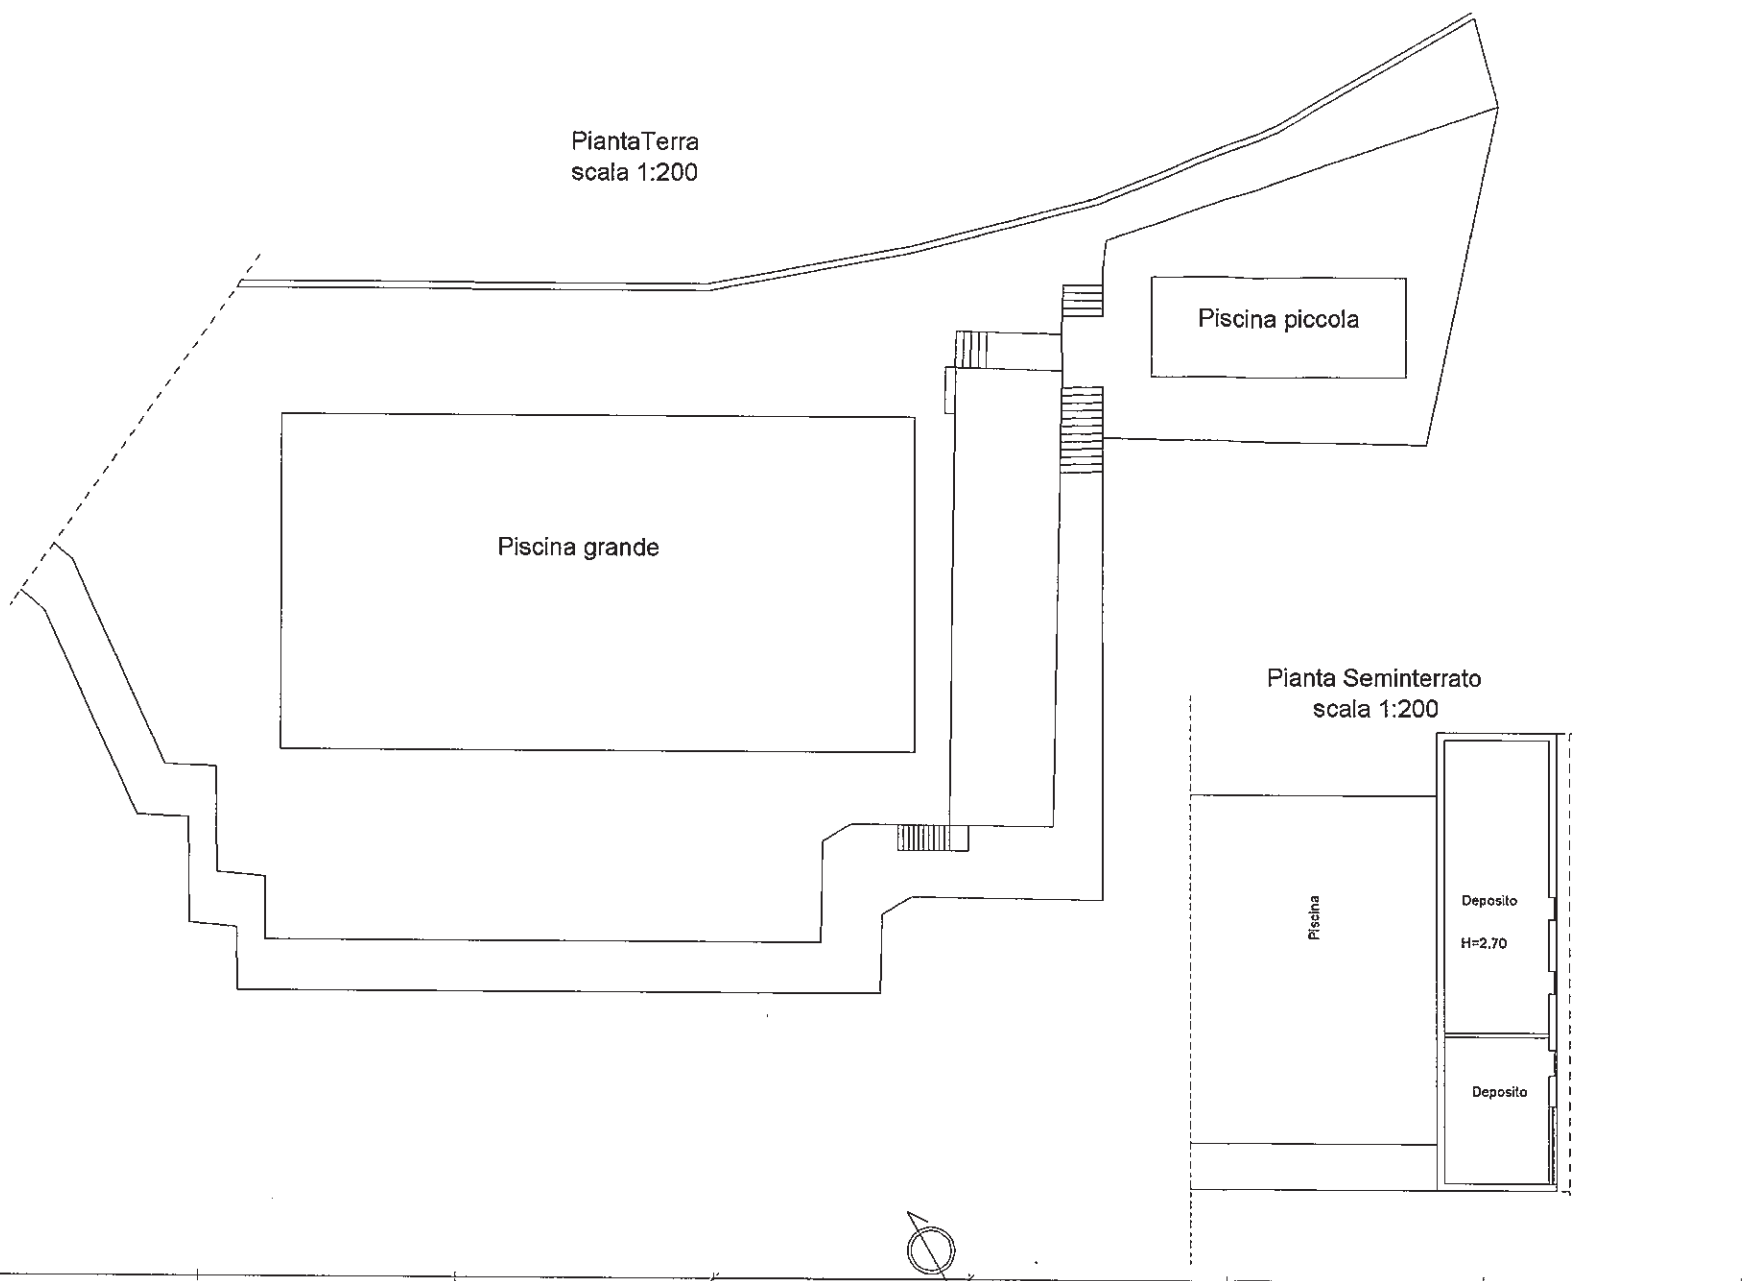 PiantaTerra
scala 1:200
Piscina piccola
Piscina grande
Pianta Seminterrato
scala 1:200
Deposito
Piscina
H=2.70
Deposito